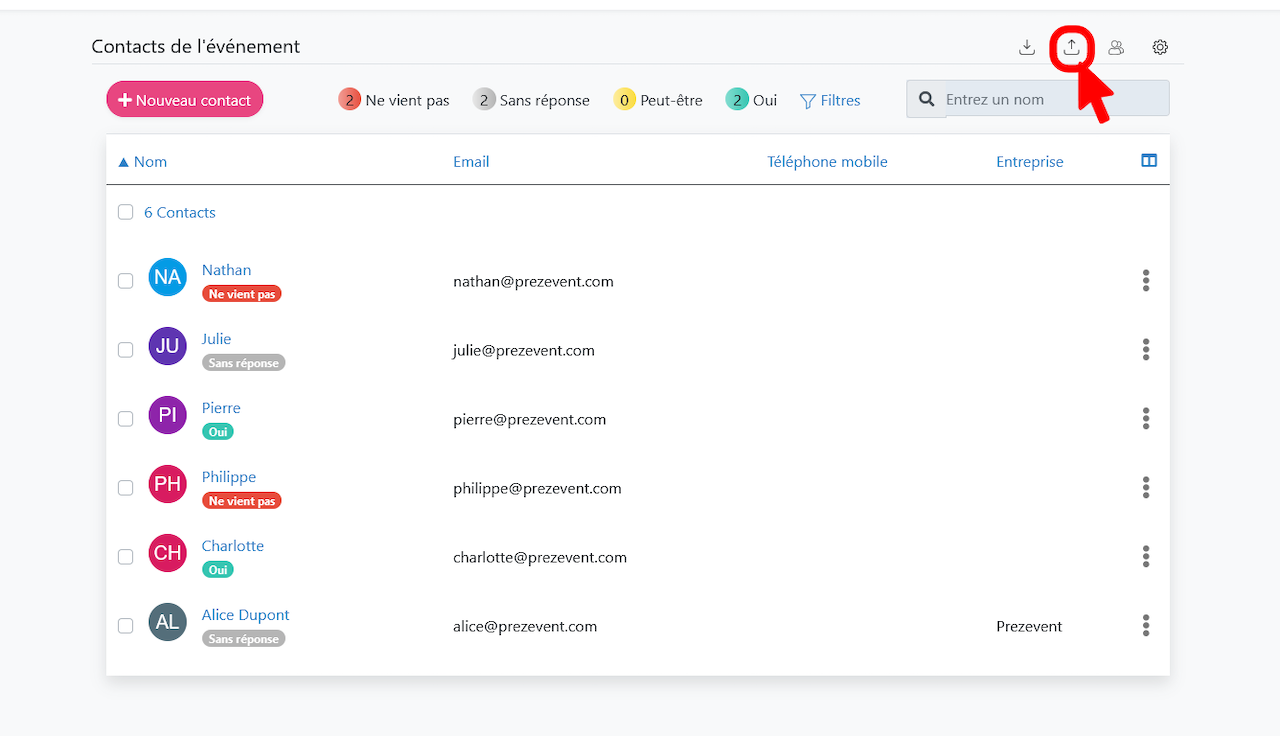 Contacts de l'événement
Nouveau contact
2 Ne vient pas 2 Sans réponse 0 Peut-être 2 Oui Filtres Entrez un nom
Nom Email Téléphone mobile Entreprise
6 Contacts
NA Nathan
Ne vient pas
nathan@prezevent.com
JU Julie
Sans réponse
julie@prezevent.com
PI Pierre
Oui
pierre@prezevent.com
PH Philippe
Ne vient pas
philippe@prezevent.com
CH Charlotte
Oui
charlotte@prezevent.com
AL Alice Dupont
Sans réponse
alice@prezevent.com Prezevent